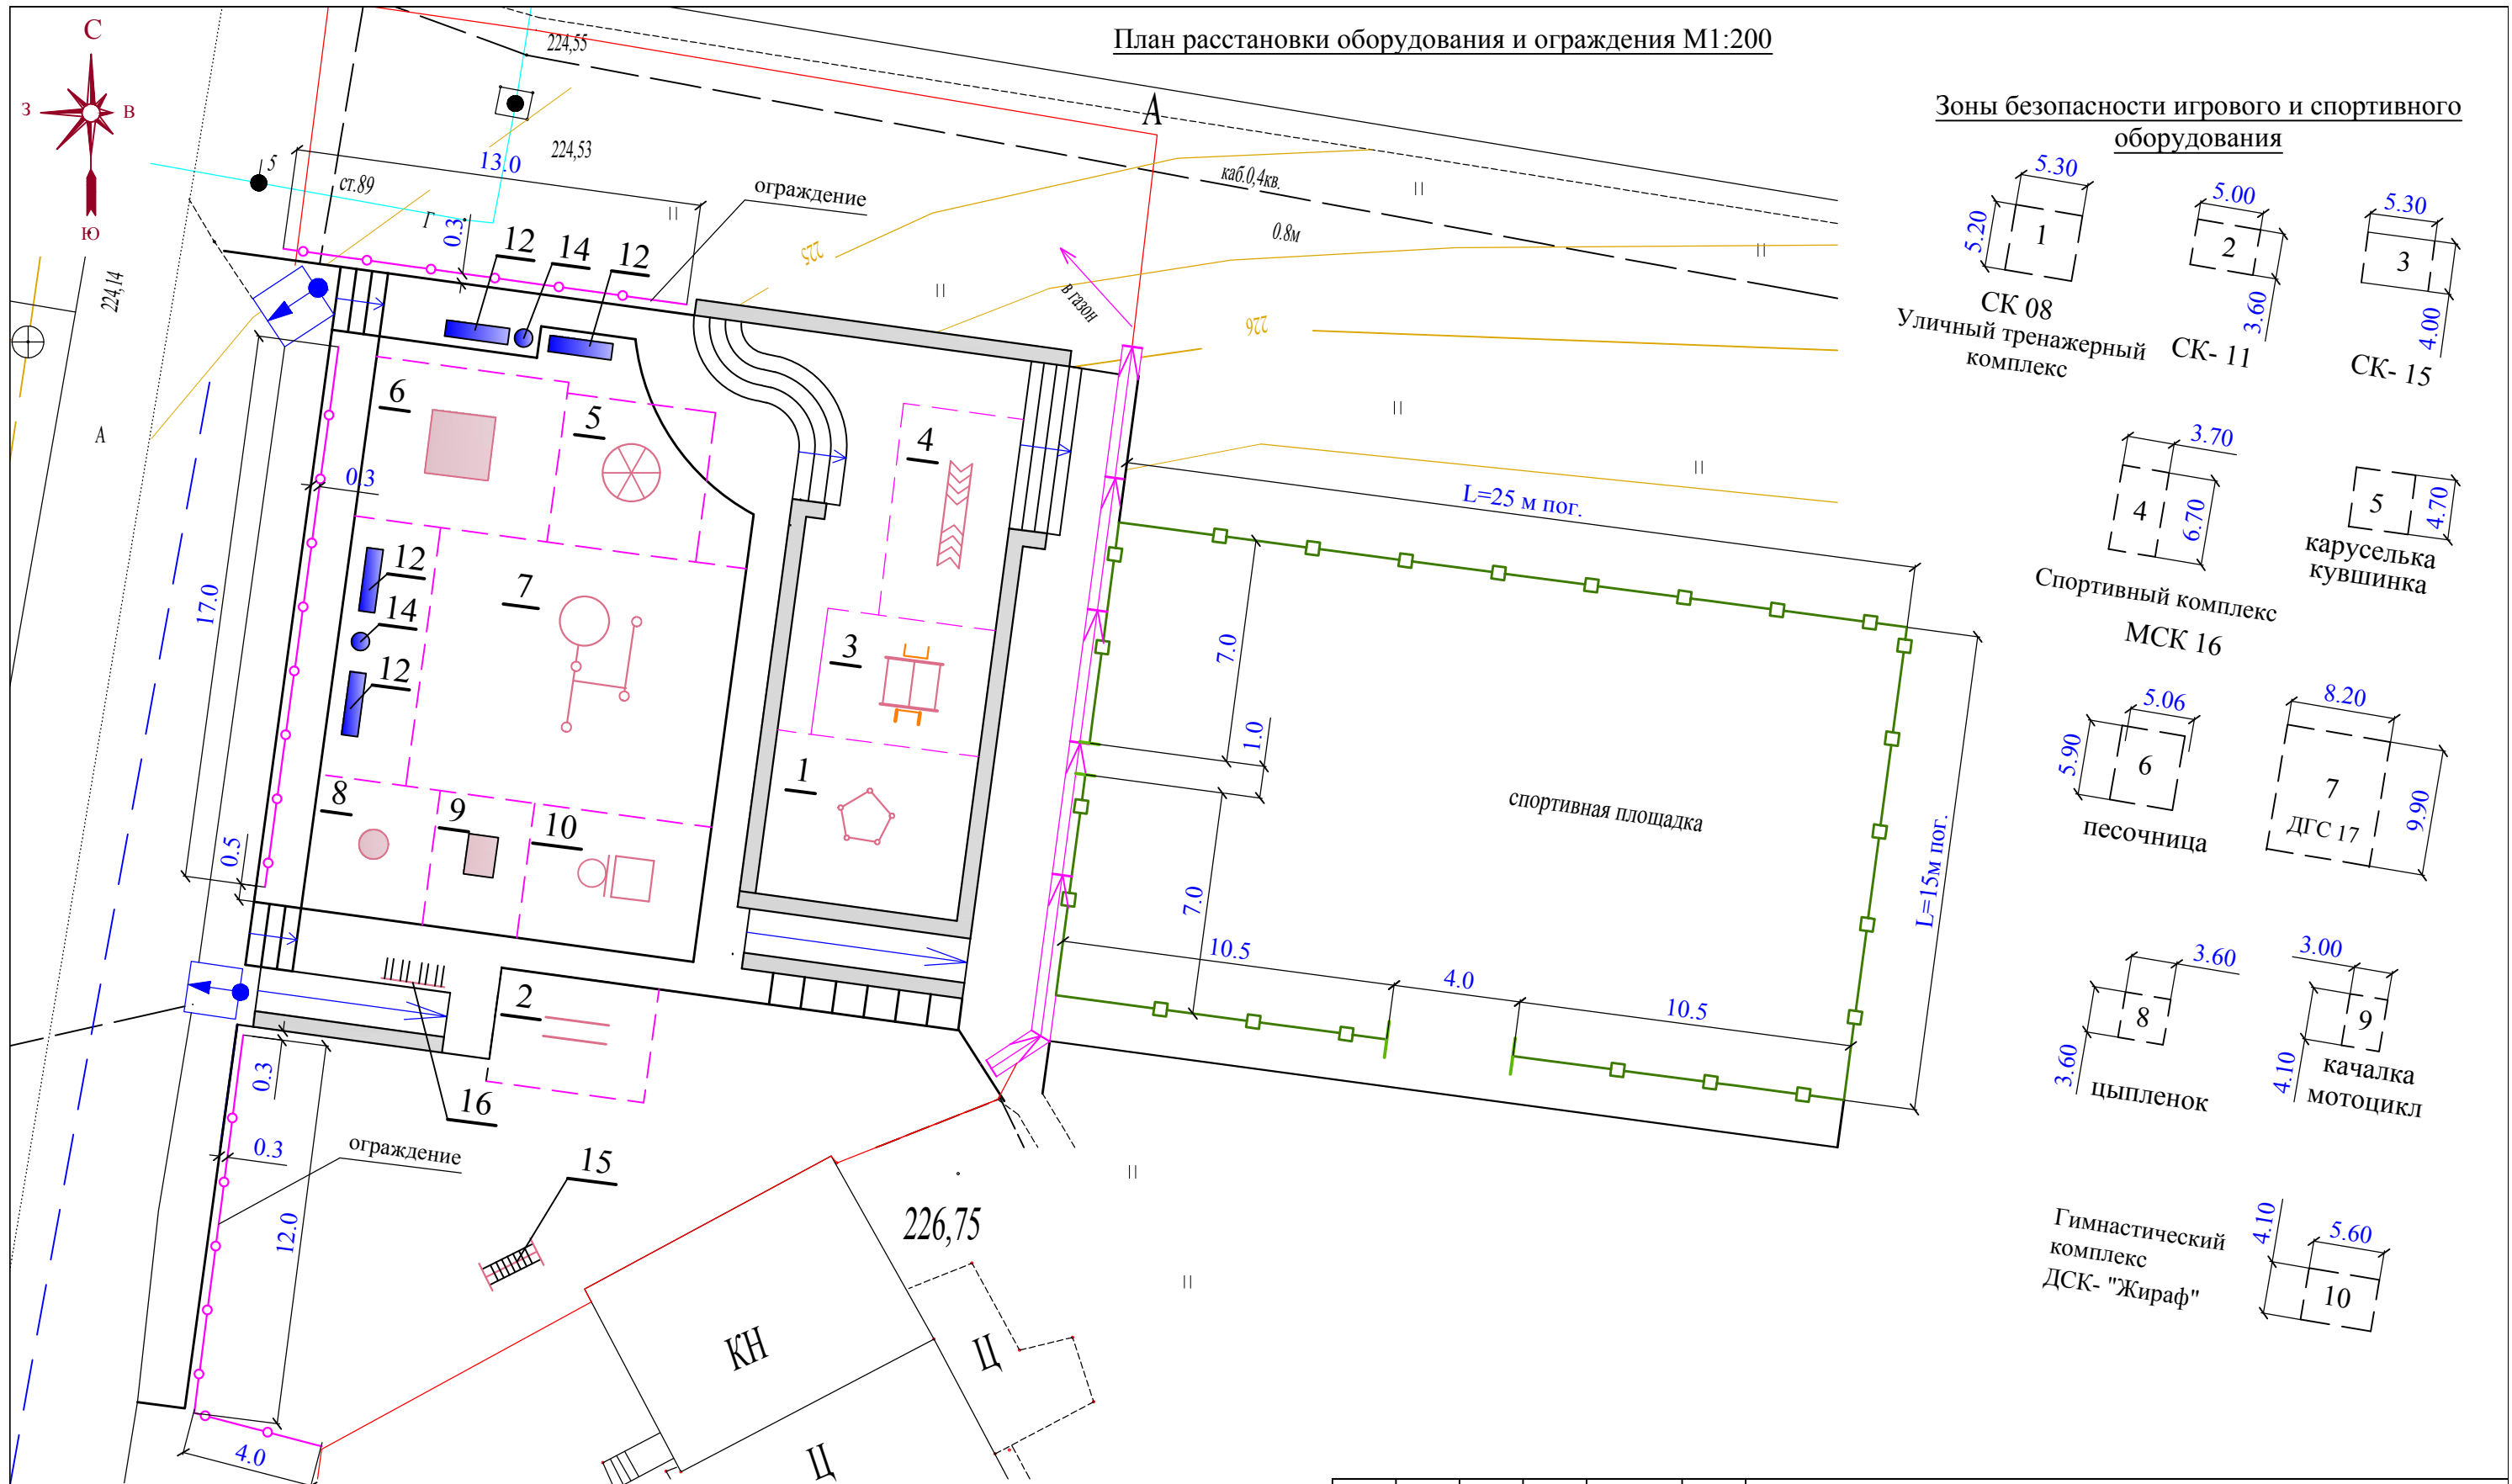 План расстановки оборудования и ограждения М1:200
С
З
В
Ю
224,55
224,53
224,14
5
ст.89
Г
А
А
13.0
0.3
ограждение
12
14
12
каб.0,4кв.
0.8м
225
226
в газон
6
5
4
0.3
17.0
12
14
12
7
3
1
8
9
10
0.5
L=25 м пог.
7.0
1.0
спортивная площадка
7.0
L=15м пог.
10.5
4.0
10.5
2
16
15
0.3
0.3
ограждение
12.0
4.0
226,75
КН
Ц
Ц
Зоны безопасности игрового и спортивного
оборудования
5.30
5.20
1
СК 08
Уличный тренажерный
комплекс
5.00
2
3.60
СК- 11
5.30
3
4.00
СК- 15
3.70
4
6.70
Спортивный комплекс
МСК 16
5
4.70
каруселька
кувшинка
5.06
5.90
6
песочница
8.20
7
ДГС 17
9.90
3.60
8
3.60
цыпленок
3.00
9
4.10
качалка
мотоцикл
Гимнастический
комплекс
ДСК- "Жираф"
4.10
5.60
10